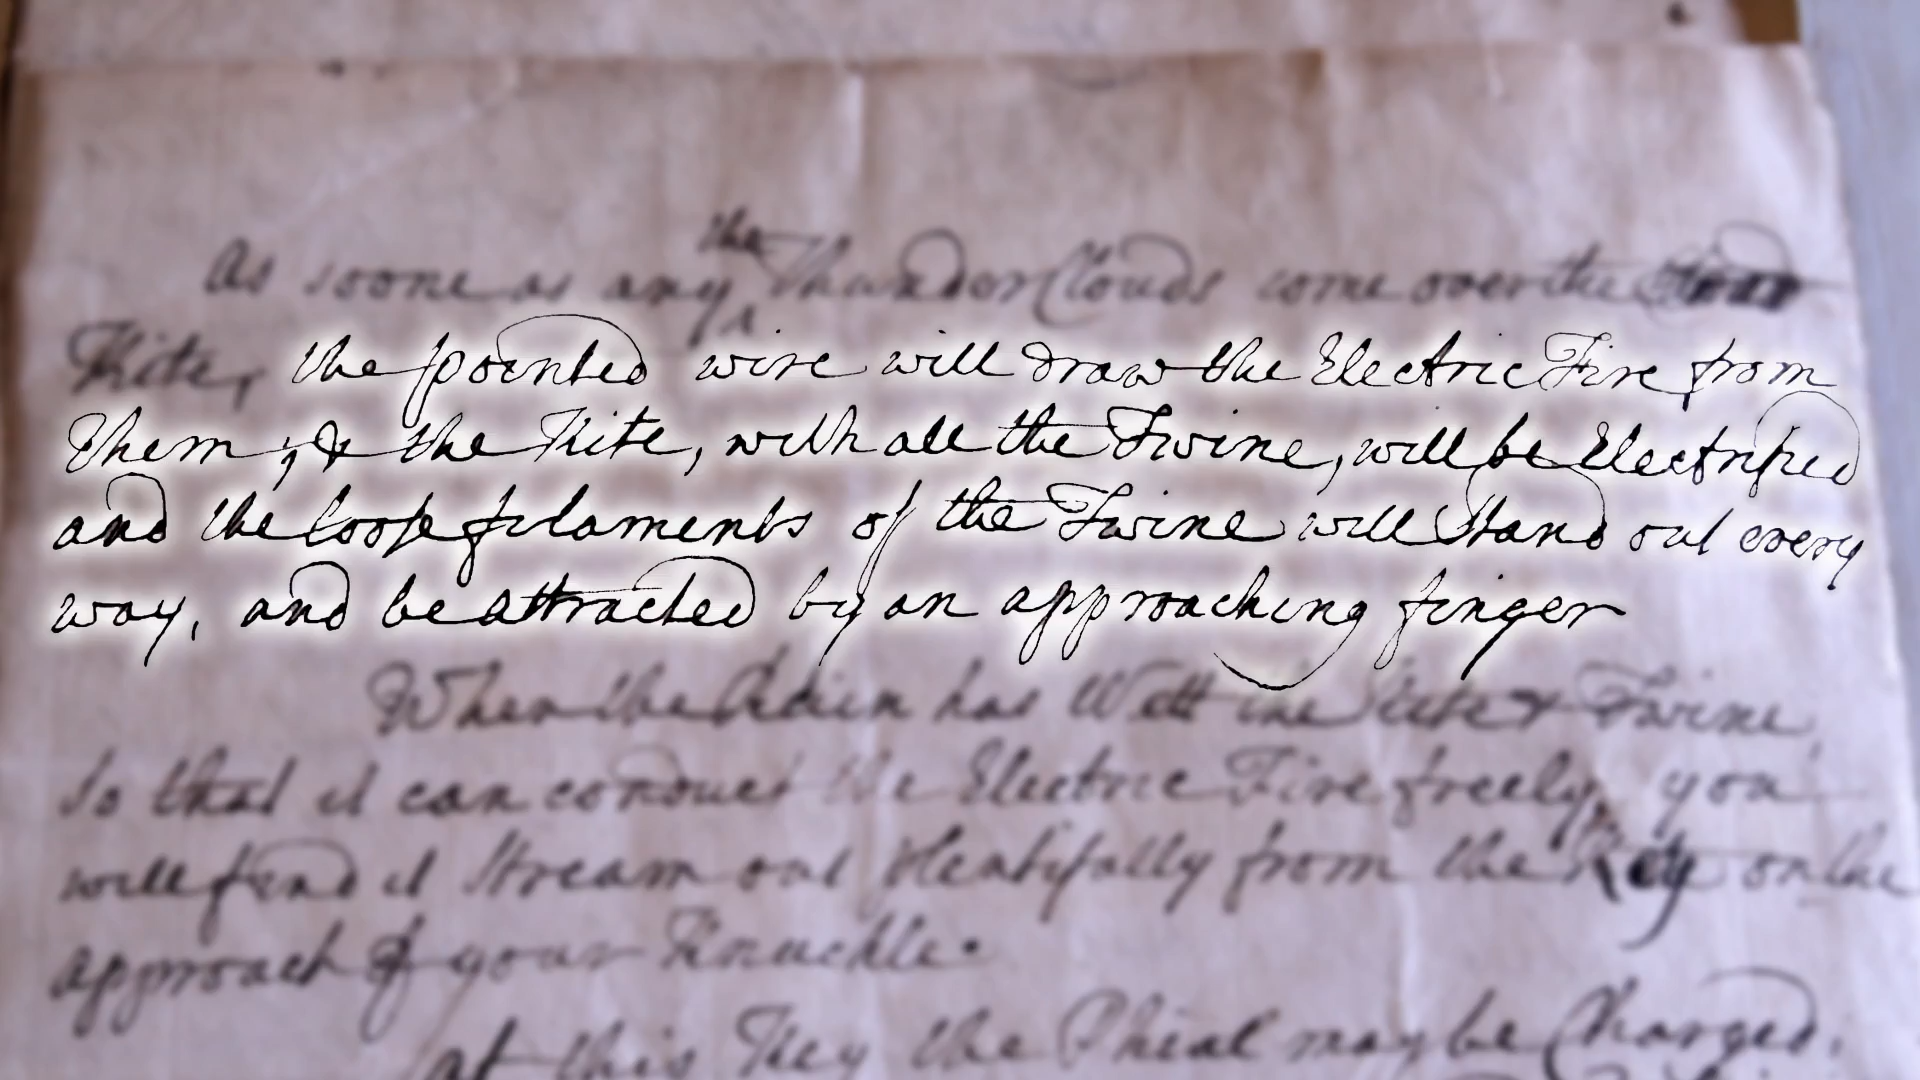 the
As soone as any Thunder Clouds come over the
Kite, the pointed wire will draw the Electric Fire from
them, & the Kite, with all the Twine, will be Electrified
and the loose filaments of the Twine will Stand out every
way, and be attracted by an approaching finger
When the Rain has Wett the Kite & Twine,
so that it can conduct the Electric Fire freely, you
will find it Stream out plentifully from the Key on the
approach of your Knuckle.
at this Key the Phial may be Charged.